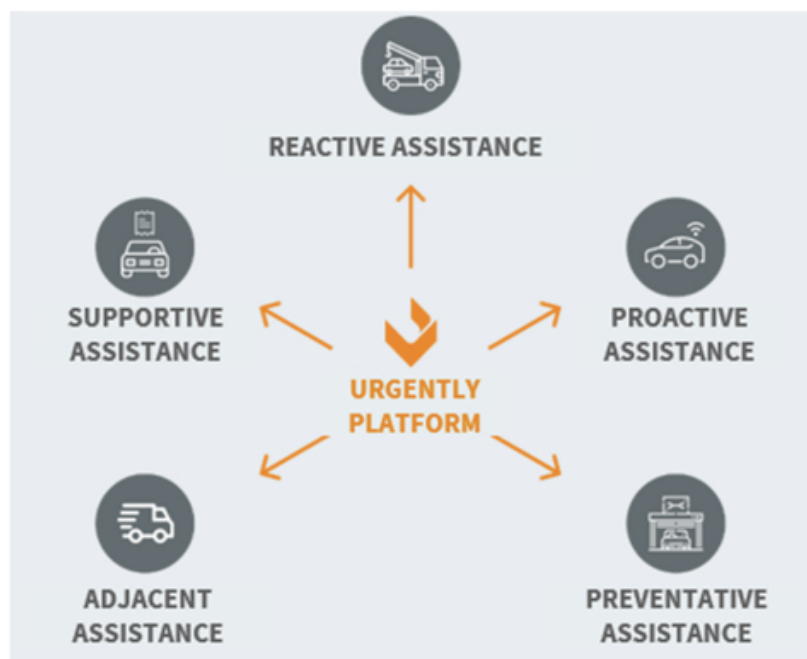 REACTIVE ASSISTANCE
SUPPORTIVE
ASSISTANCE
PROACTIVE
ASSISTANCE
URGENTLY
PLATFORM
ADJACENT
ASSISTANCE
PREVENTATIVE
ASSISTANCE